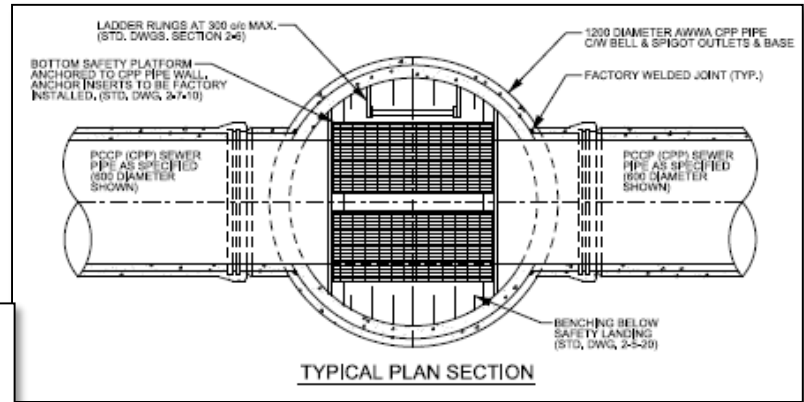 LADDER RUNGS AT 300 o/c MAX.
(STD. DWGS. SECTION 2-6)
BOTTOM SAFETY PLATFORM
ANCHORED TO CPP PIPE WALL.
ANCHOR INSERTS TO BE FACTORY
INSTALLED. (STD. DWG. 2-7-10)
1200 DIAMETER AWWA CPP PIPE
C/W BELL & SPIGOT OUTLETS & BASE
FACTORY WELDED JOINT (TYP.)
PCCP (CPP) SEWER
PIPE AS SPECIFIED
(600 DIAMETER
SHOWN)
PCCP (CPP) SEWER
PIPE AS SPECIFIED
(600 DIAMETER
SHOWN)
BENCHING BELOW
SAFETY LANDING
(STD. DWG. 2-5-20)
TYPICAL PLAN SECTION